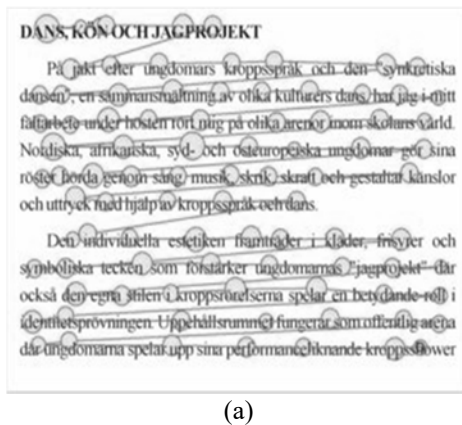 DANS, KÖN OCH JAGPROJEKT
På jakt efter ungdomars kroppsspråk och den "synkretiska
dansen", en sammansmältning av olika kulturers dans, har jag i mitt
fältarbete under hösten rört mig på olika arenor inom skolans värld.
Nordiska, afrikanska, syd- och östeuropeiska ungdomar gör sina
röster hörda genom sång, musik, skrik, skratt och gestaltar känslor
och uttryck med hjälp av kroppsspråk och dans.
Den individuella estetiken framträder i kläder, frisyrer och
symboliska tecken som förstärker ungdomarnas "jagprojekt" där
också den egna stilen i kroppsrörelserna spelar en betydande roll i
identitetsprövningen. Uppehållsrummet fungerar som offentlig arena
där ungdomarna spelar upp sina performanceliknande kroppsshower
(a)